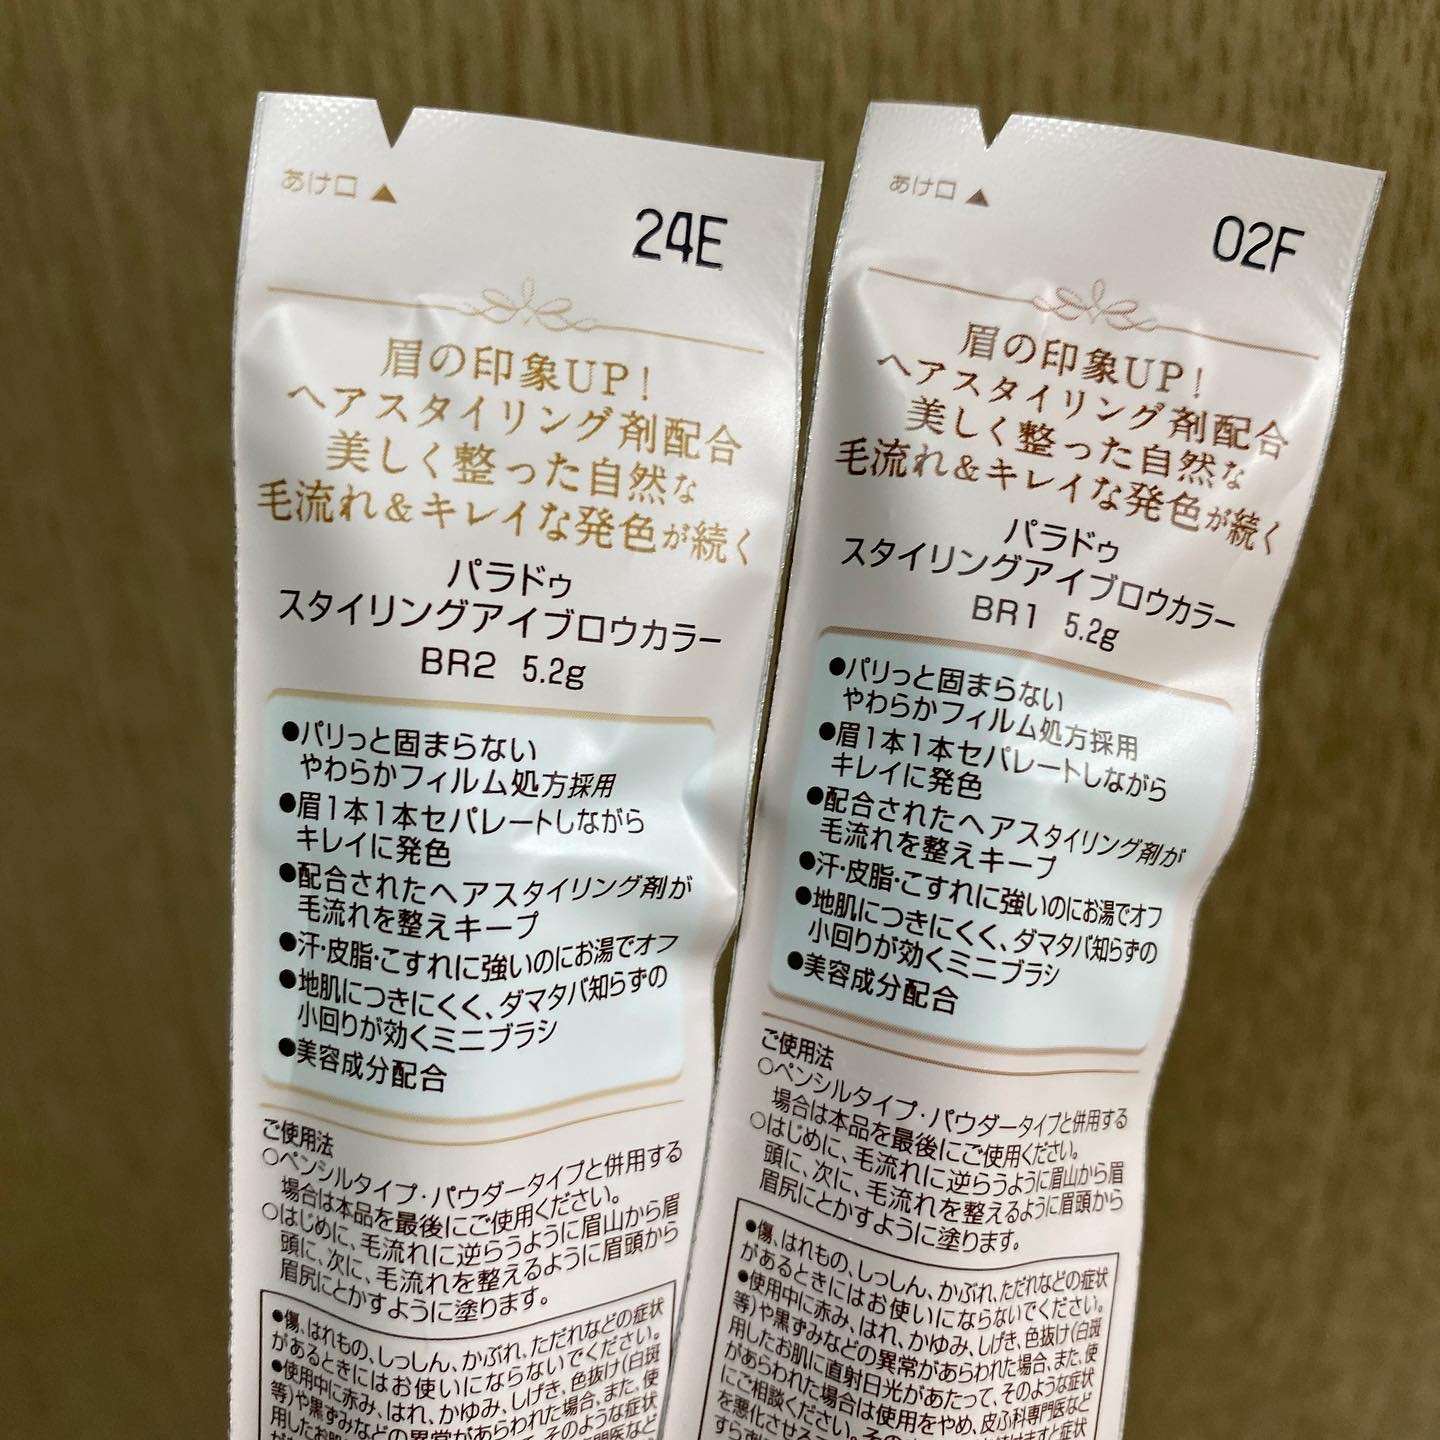 あけ口▲
24E
眉の印象UP!
ヘアスタイリング剤配合
美しく整った自然な
毛流れ&キレイな発色が続く
パラドゥ
スタイリングアイブロウカラー
BR2 5.2g
●パリっと固まらない
やわらかフィルム処方採用
●眉1本1本セパレートしながら
キレイに発色
●配合されたヘアスタイリング剤が
毛流れを整えキープ
●汗・皮脂・こすれに強いのにお湯でオフ
●地肌につきにくく、ダマタバ知らずの
小回りが効くミニブラシ
●美容成分配合
ご使用法
○ペンシルタイプ・パウダータイプと併用する
場合は本品を最後にご使用ください。
○はじめに、毛流れに逆らうように眉山から眉
頭に、次に、毛流れを整えるように眉頭から
眉尻にとかすように塗ります。
●傷、はれもの、しっしん、かぶれ、ただれなどの症状
があるときにはお使いにならないでください。
●使用中に赤み、はれ、かゆみ、しげき、色抜け(白斑
等)や黒ずみなどの異常があらわれた場合、また、使
用したお肌に
あけ口▲
02F
眉の印象UP!
ヘアスタイリング剤配合
美しく整った自然な
毛流れ&キレイな発色が続く
パラドゥ
スタイリングアイブロウカラー
BR1 5.2g
●パリっと固まらない
やわらかフィルム処方採用
●眉1本1本セパレートしながら
キレイに発色
●配合されたヘアスタイリング剤が
毛流れを整えキープ
●汗・皮脂・こすれに強いのにお湯でオフ
●地肌につきにくく、ダマタバ知らずの
小回りが効くミニブラシ
●美容成分配合
ご使用法
○ペンシルタイプ・パウダータイプと併用する
場合は本品を最後にご使用ください。
○はじめに、毛流れに逆らうように眉山から眉
頭に、次に、毛流れを整えるように眉頭から
眉尻にとかすように塗ります。
●傷、はれもの、しっしん、かぶれ、ただれなどの症状
があるときにはお使いにならないでください。
●使用中に赤み、はれ、かゆみ、しげき、色抜け(白斑
等)や黒ずみなどの異常があらわれた場合、また、使
用したお肌に直射日光があたって、そのような症状
があらわれた場合は使用をやめ、皮ふ科専門医など
にご相談ください。
を悪化させる